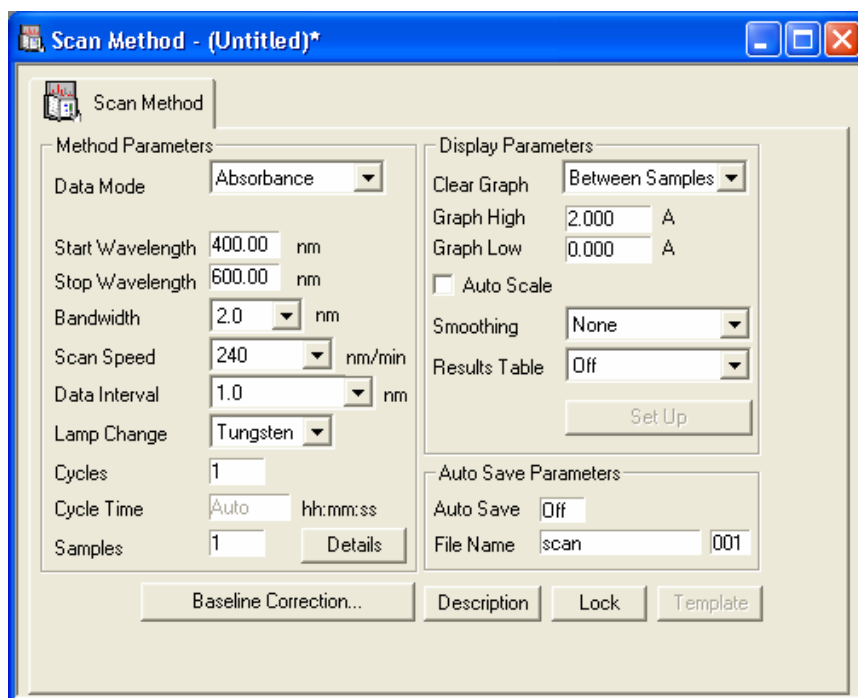 Scan Method - (Untitled)*
Scan Method
Method Parameters
Data Mode Absorbance
Start Wavelength 400.00 nm
Stop Wavelength 600.00 nm
Bandwidth 2.0 nm
Scan Speed 240 nm/min
Data Interval 1.0 nm
Lamp Change Tungsten
Cycles 1
Cycle Time Auto hh:mm:ss
Samples 1 Details
Display Parameters
Clear Graph Between Samples
Graph High 2.000 A
Graph Low 0.000 A
Auto Scale
Smoothing None
Results Table Off
Set Up
Auto Save Parameters
Auto Save Off
File Name scan 001
Baseline Correction... Description Lock Template